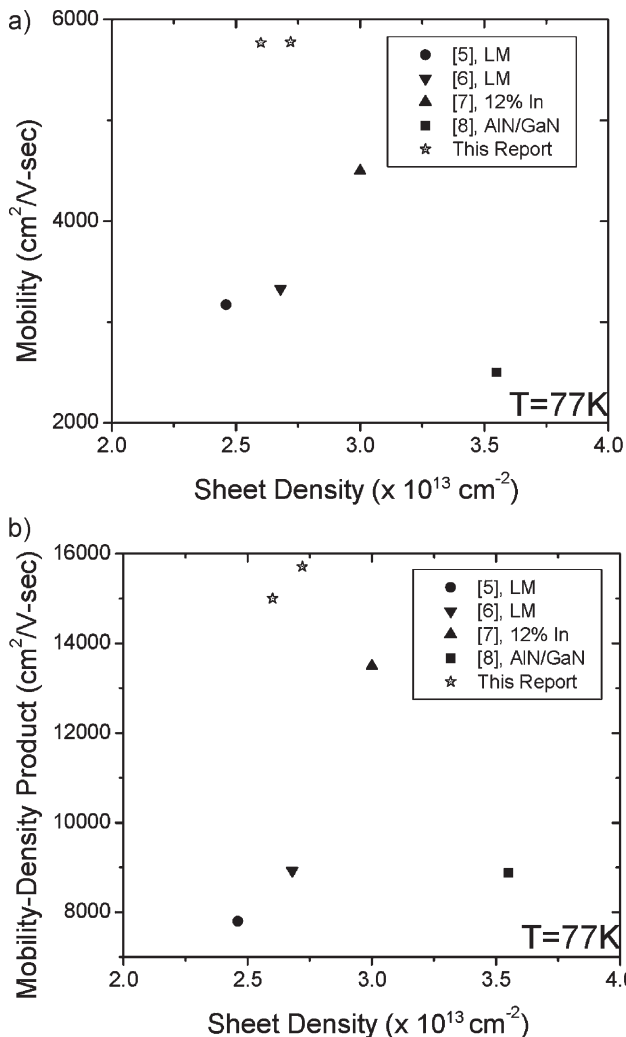 a)
6000
4000
2000
Mobility (cm²/V-sec)
[5], LM
[6], LM
[7], 12% In
[8], AlN/GaN
This Report
T=77K
2.0 2.5 3.0 3.5 4.0
Sheet Density (x 10¹³ cm⁻²)
b)
16000
14000
12000
10000
8000
Mobility-Density Product (cm²/V-sec)
[5], LM
[6], LM
[7], 12% In
[8], AlN/GaN
This Report
T=77K
2.0 2.5 3.0 3.5 4.0
Sheet Density (x 10¹³ cm⁻²)